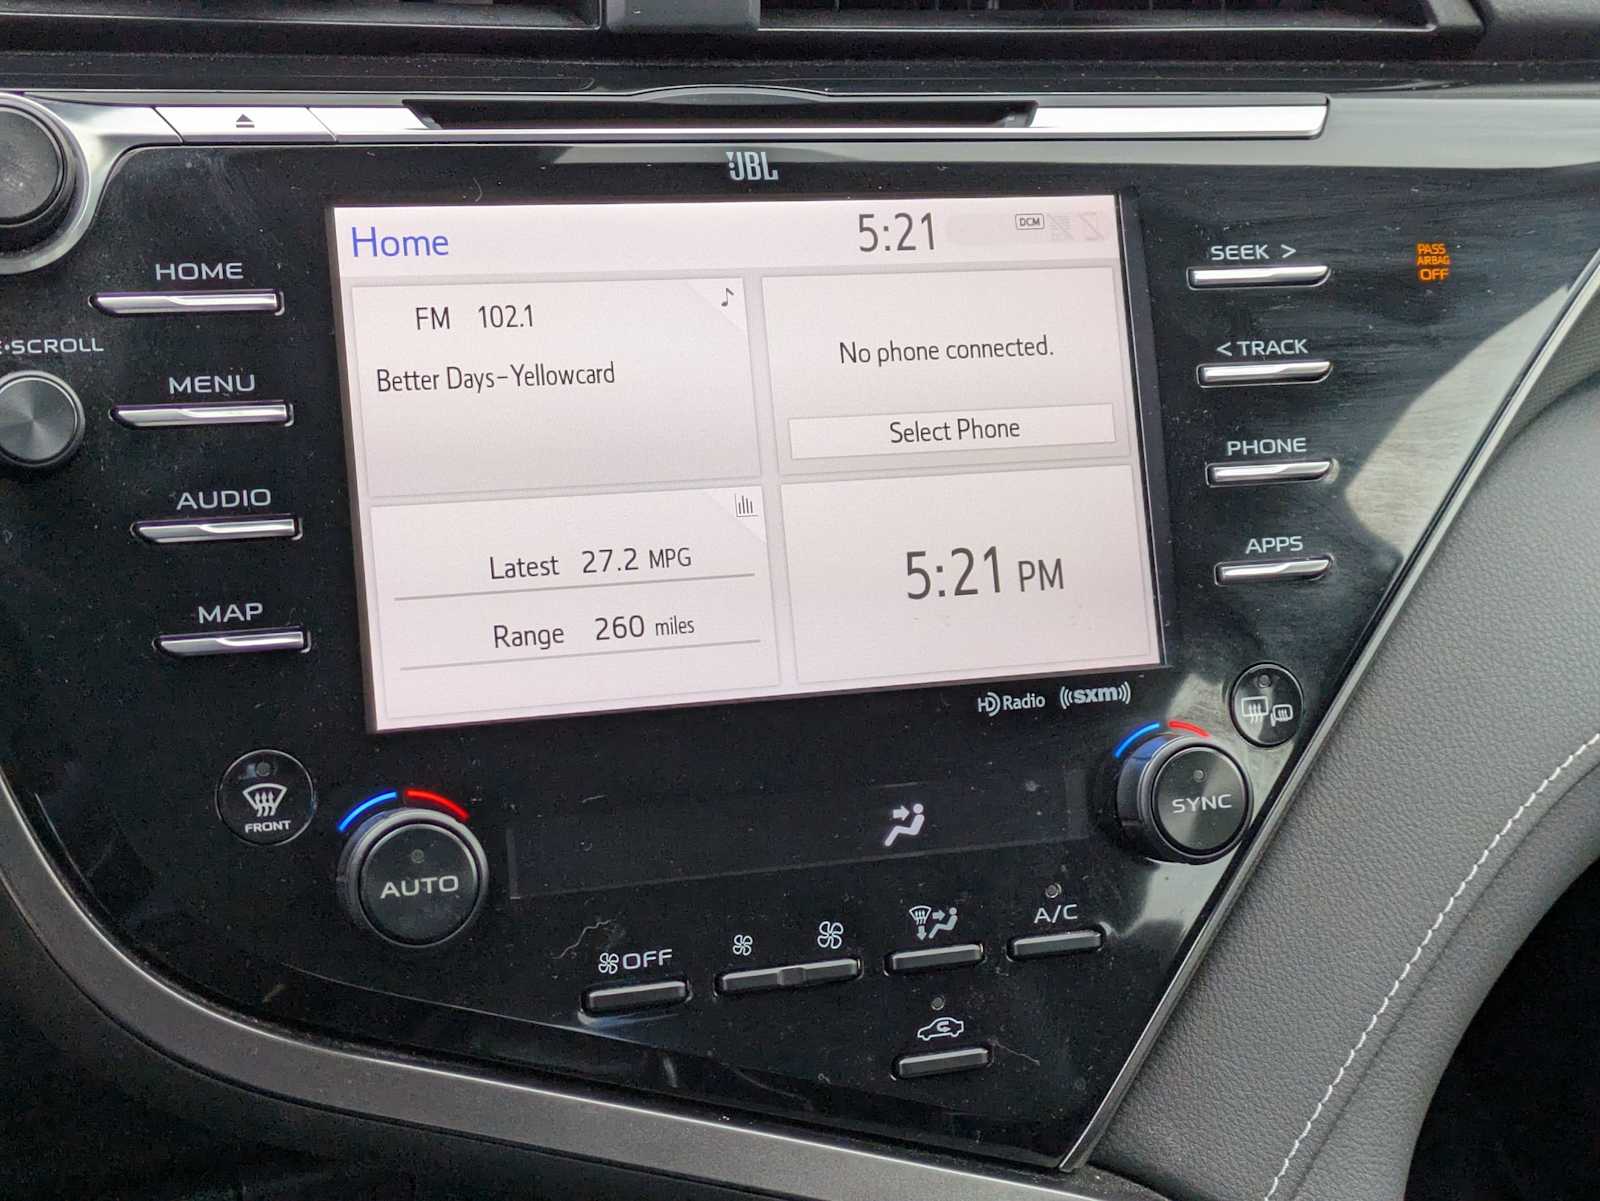 JBL
Home
5:21
DCM
FM 102.1
Better Days-Yellowcard
No phone connected.
Select Phone
Latest 27.2 MPG
Range 260 miles
5:21 PM
HD Radio
((sxm))
HOME
E•SCROLL
MENU
AUDIO
MAP
SEEK >
< TRACK
PHONE
APPS
PASS
AIRBAG
OFF
FRONT
AUTO
SYNC
OFF
A/C